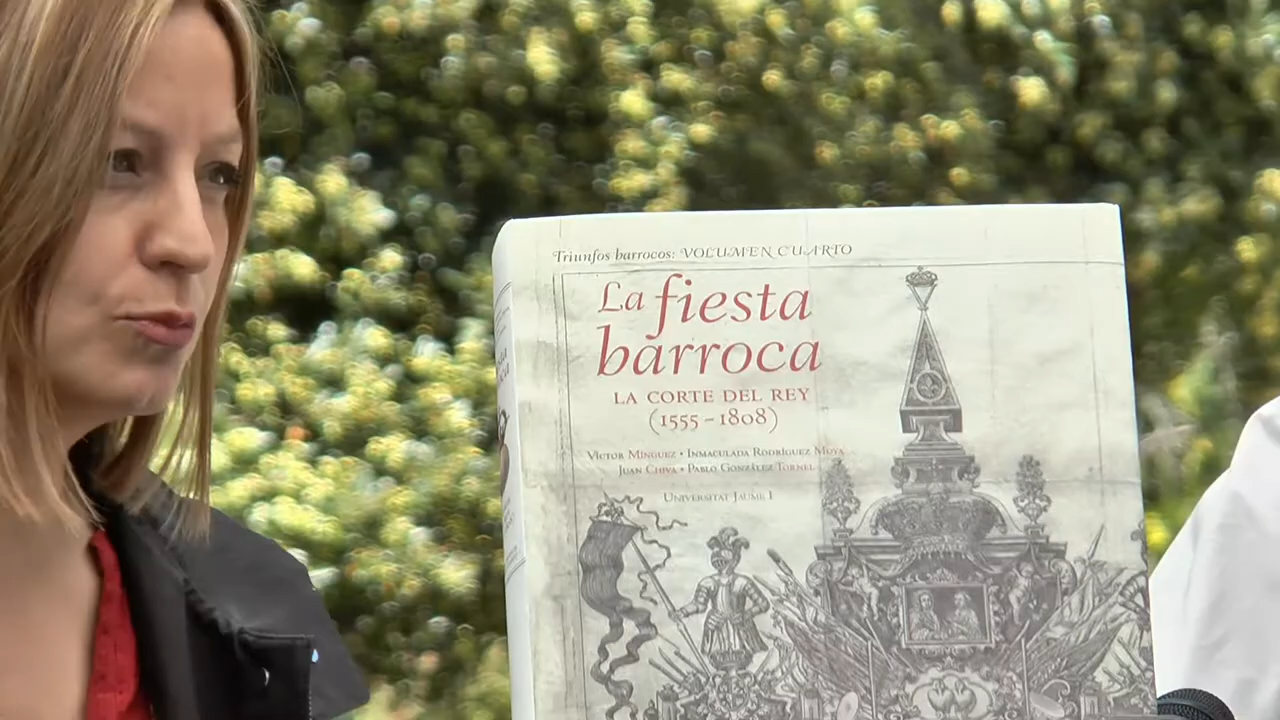 Triunfos barrocos: VOLUMEN CUARTO
La fiesta
barroca
LA CORTE DEL REY
(1555 – 1808)
VÍCTOR MÍNGUEZ • INMACULADA RODRÍGUEZ MOYA
JUAN CHIVA • PABLO GONZÁLEZ TORNEL
UNIVERSITAT JAUME I